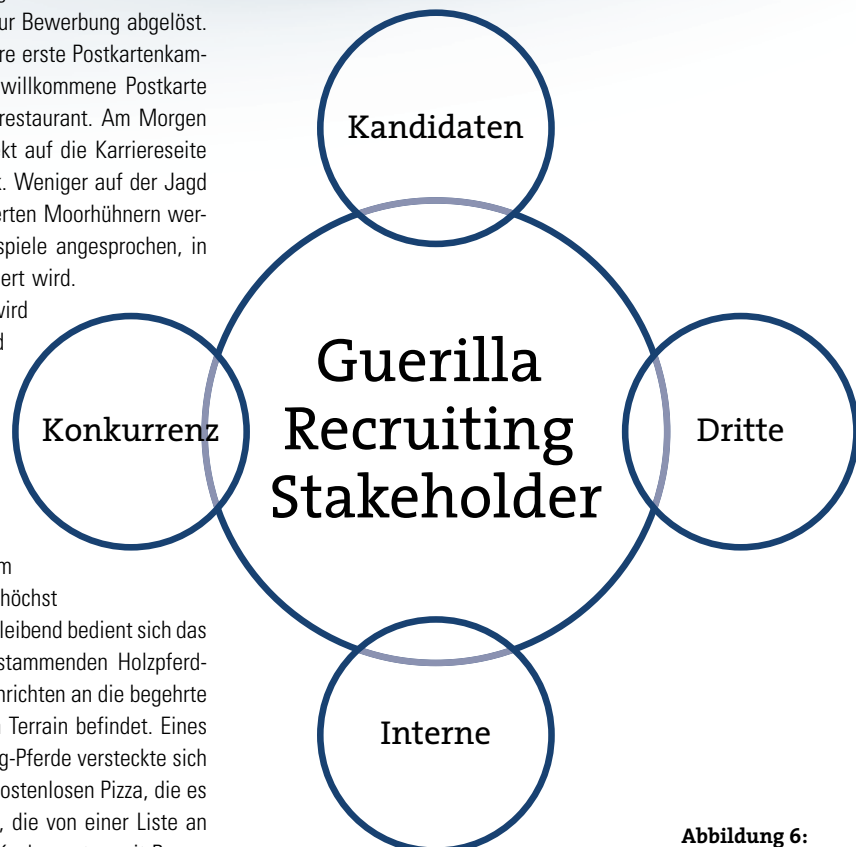 ur Bewerbung abgelöst.
re erste Postkartenkam-
willkommene Postkarte
restaurant. Am Morgen
kt auf die Karriereseite
. Weniger auf der Jagd
erten Moorhühnern wer-
spiele angesprochen, in
ert wird.
vird
d
m
höchst
leibend bedient sich das
stammenden Holzpferd-
hrichten an die begehrte
n Terrain befindet. Eines
g-Pferde versteckte sich
ostenlosen Pizza, die es
, die von einer Liste an
Kandidaten
Konkurrenz
Guerilla
Recruiting
Stakeholder
Dritte
Interne
Abbildung 6: